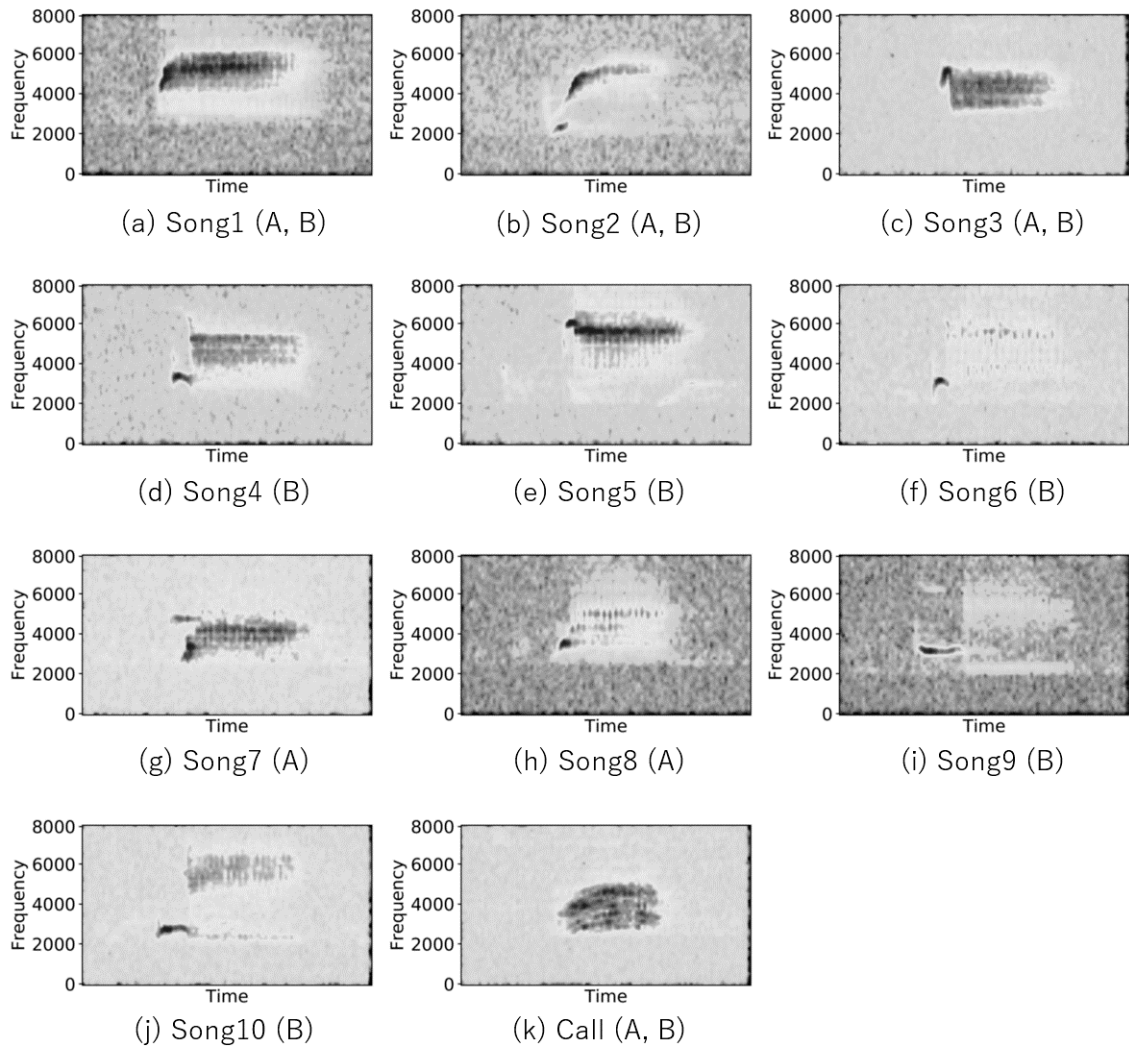 8000
6000
4000
2000
0
Frequency
Time
(a) Song1 (A, B)
8000
6000
4000
2000
0
Frequency
Time
(b) Song2 (A, B)
8000
6000
4000
2000
0
Frequency
Time
(c) Song3 (A, B)
8000
6000
4000
2000
0
Frequency
Time
(d) Song4 (B)
8000
6000
4000
2000
0
Frequency
Time
(e) Song5 (B)
8000
6000
4000
2000
0
Frequency
Time
(f) Song6 (B)
8000
6000
4000
2000
0
Frequency
Time
(g) Song7 (A)
8000
6000
4000
2000
0
Frequency
Time
(h) Song8 (A)
8000
6000
4000
2000
0
Frequency
Time
(i) Song9 (B)
8000
6000
4000
2000
0
Frequency
Time
(j) Song10 (B)
8000
6000
4000
2000
0
Frequency
Time
(k) Call (A, B)